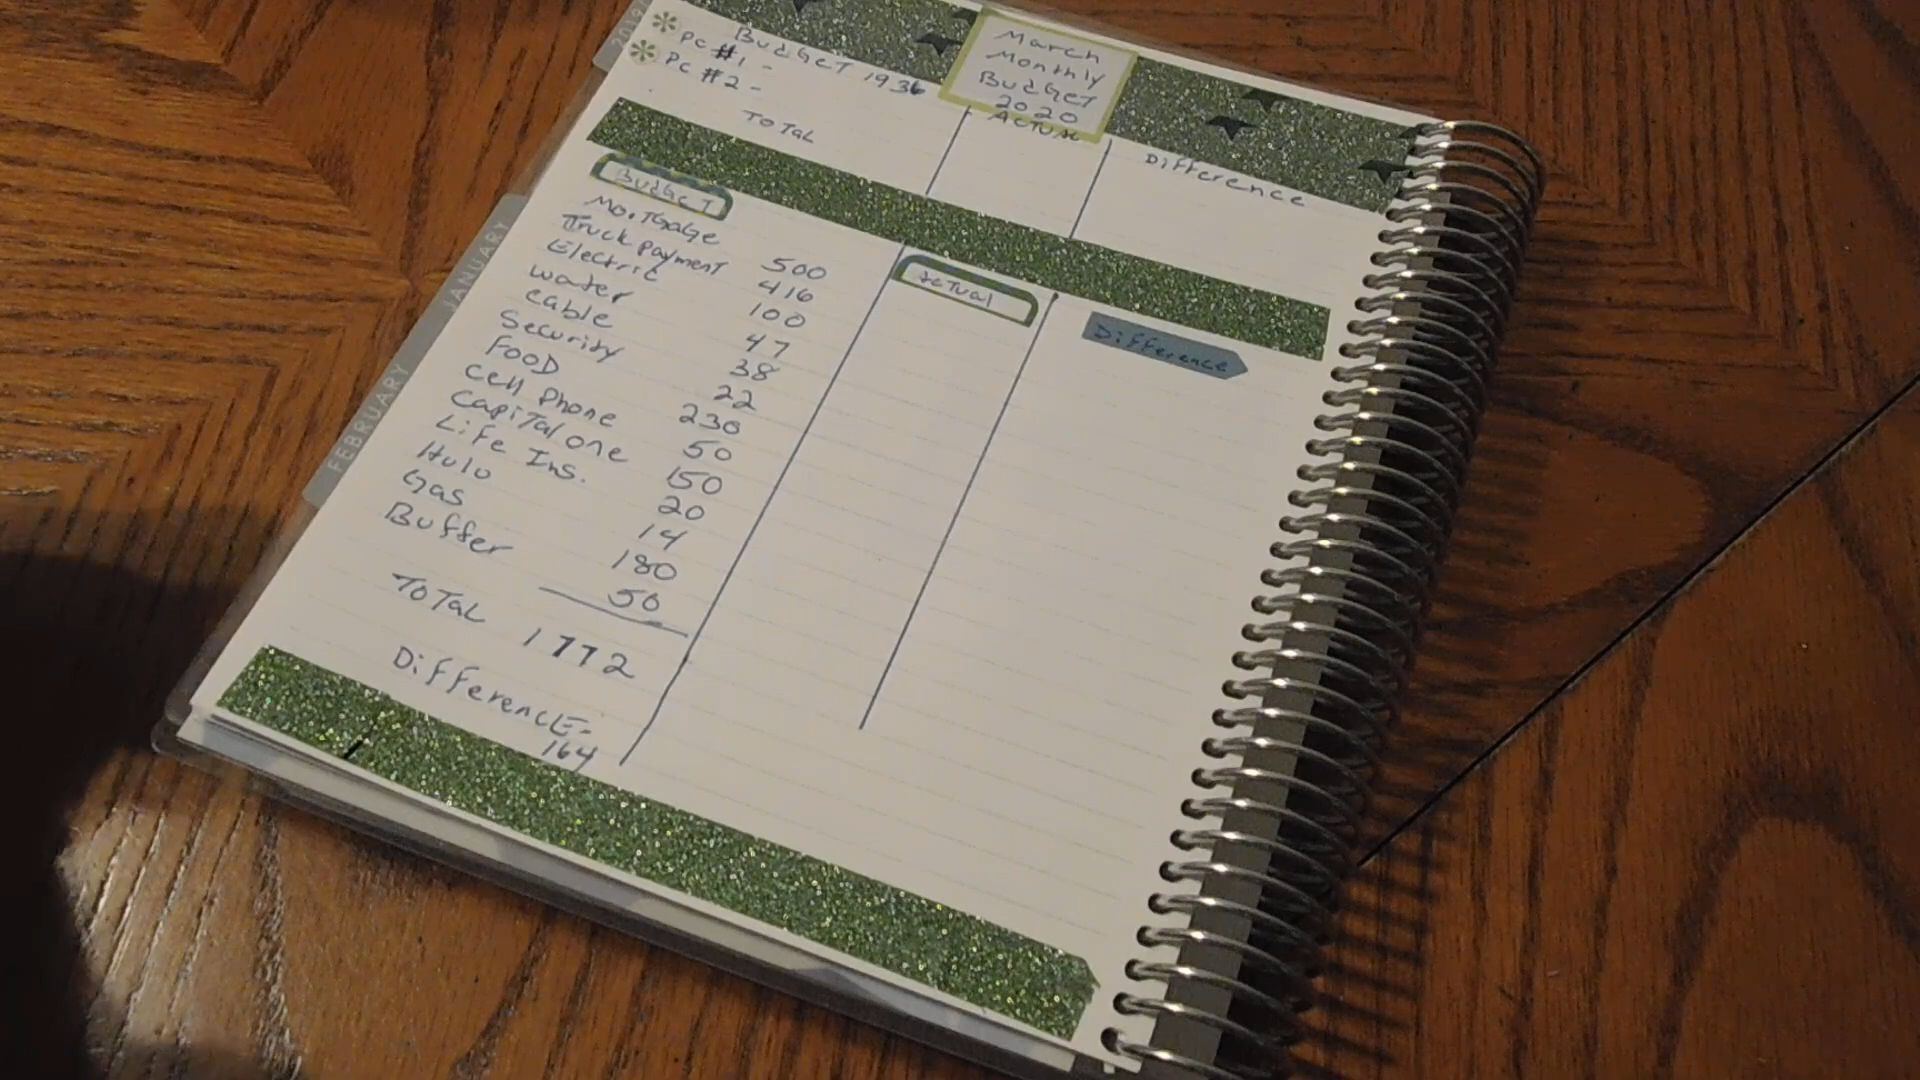 2019
March
Monthly
Budget
2020
Budget 1936
PC #1 -
PC #2 -
Total
Actual
Difference
Budget
Actual
Difference
Mortgage 500
Truck payment 416
Electric 100
Water 47
Cable 38
Security 22
Food 230
Cell Phone 50
Capital one 150
Life Ins. 20
Hulu 14
Gas 180
Buffer 50
Total 1772
Difference:
164
JANUARY
FEBRUARY